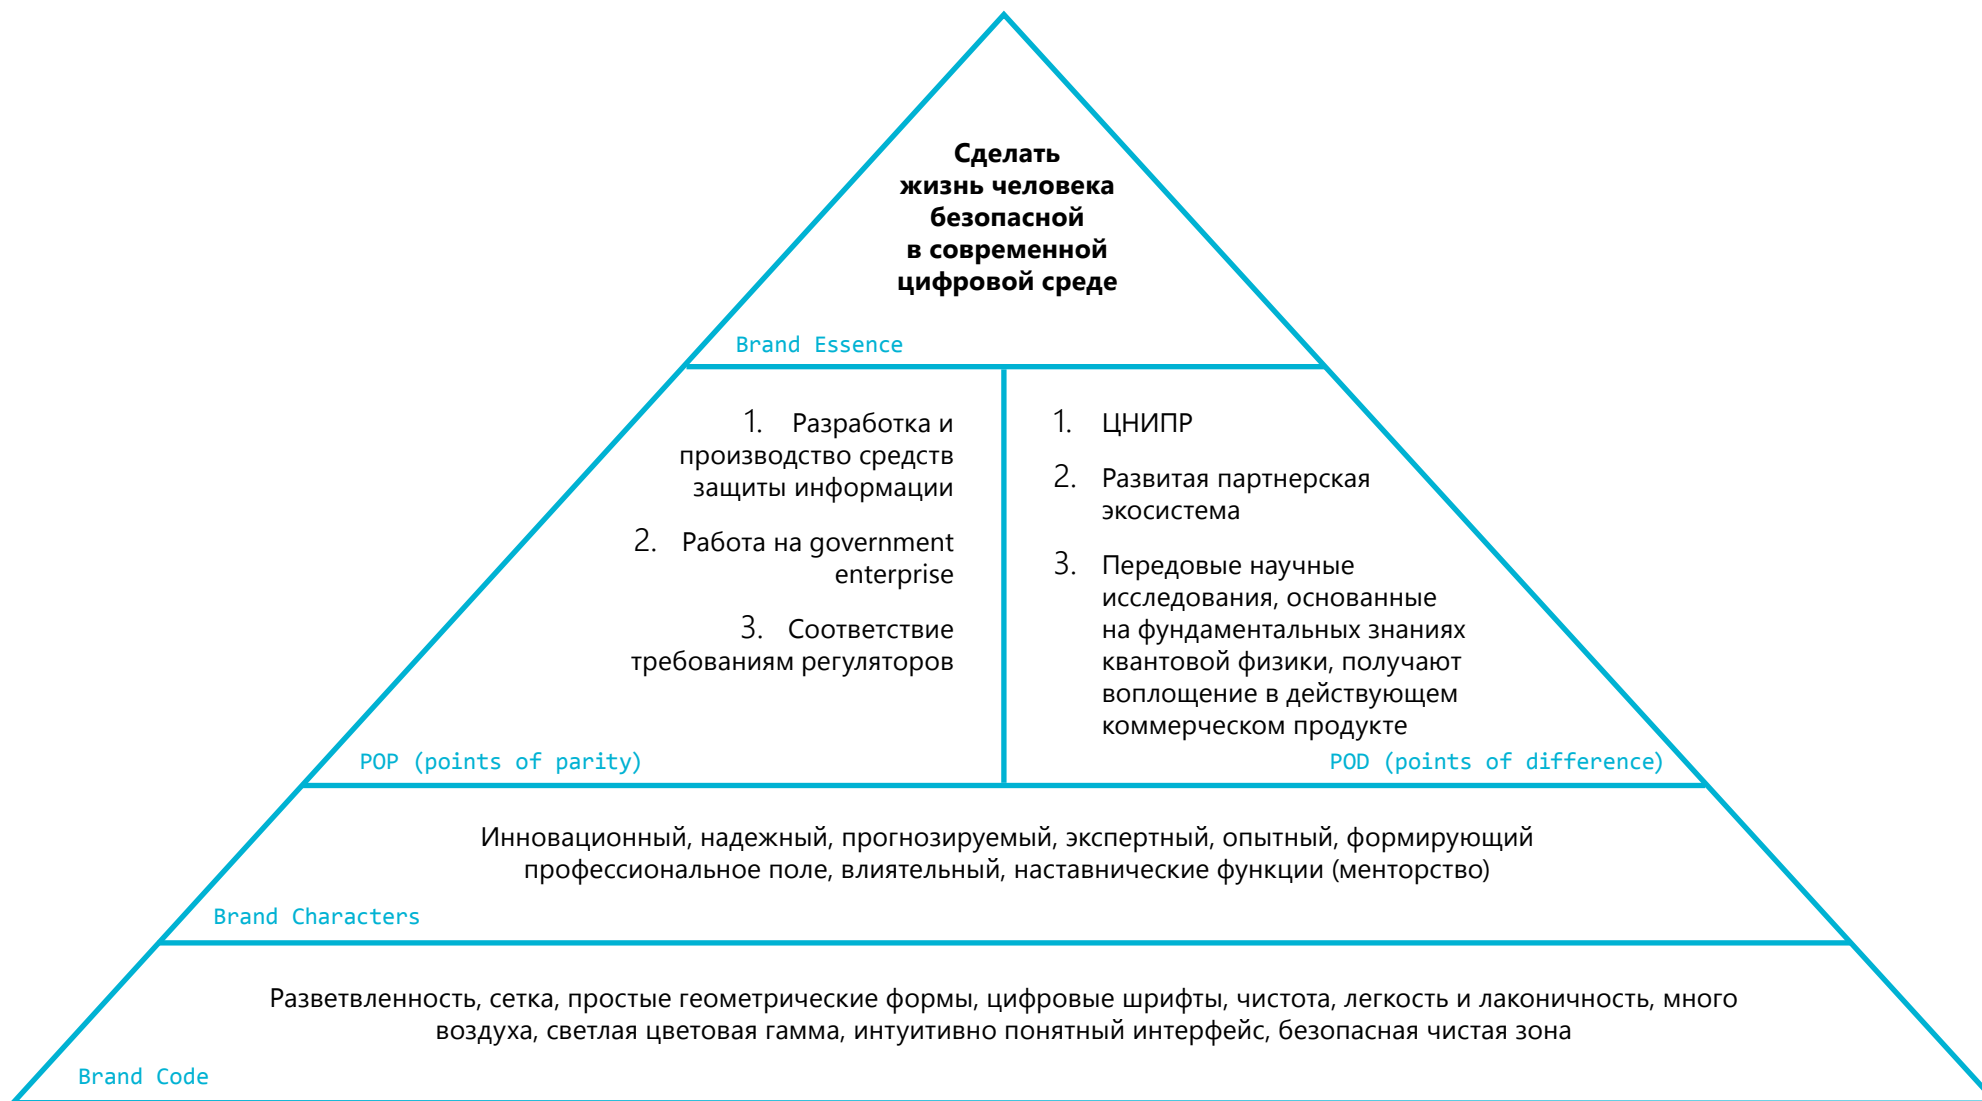 Сделать
жизнь человека
безопасной
в современной
цифровой среде
Brand Essence
1. Разработка и
производство средств
защиты информации
2. Работа на government
enterprise
3. Соответствие
требованиям регуляторов
POP (points of parity)
1. ЦНИПР
2. Развитая партнерская
экосистема
3. Передовые научные
исследования, основанные
на фундаментальных знаниях
квантовой физики, получают
воплощение в действующем
коммерческом продукте
POD (points of difference)
Инновационный, надежный, прогнозируемый, экспертный, опытный, формирующий
профессиональное поле, влиятельный, наставнические функции (менторство)
Brand Characters
Разветвленность, сетка, простые геометрические формы, цифровые шрифты, чистота, легкость и лаконичность, много
воздуха, светлая цветовая гамма, интуитивно понятный интерфейс, безопасная чистая зона
Brand Code